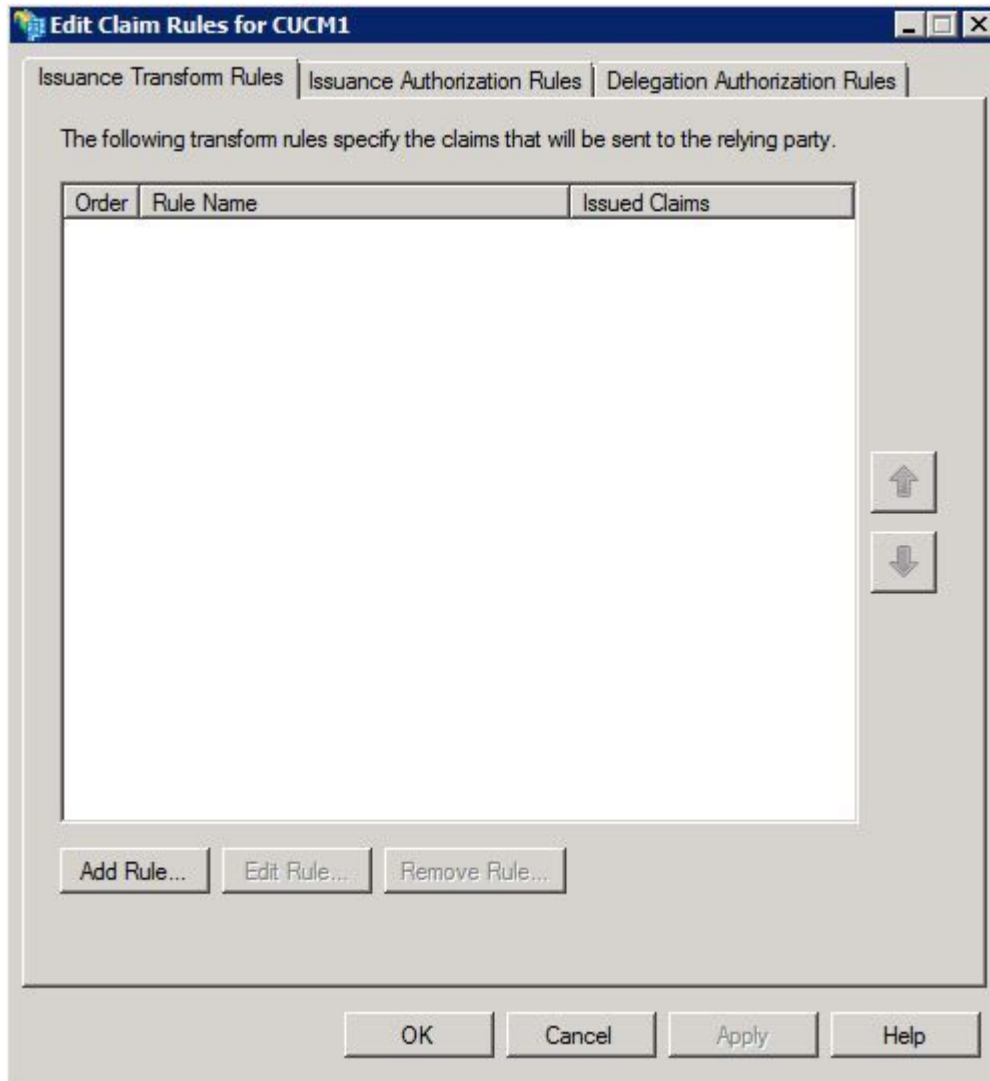 Edit Claim Rules for CUCM1
Issuance Transform Rules Issuance Authorization Rules Delegation Authorization Rules
The following transform rules specify the claims that will be sent to the relying party.
Order Rule Name Issued Claims
Add Rule... Edit Rule... Remove Rule...
OK Cancel Apply Help